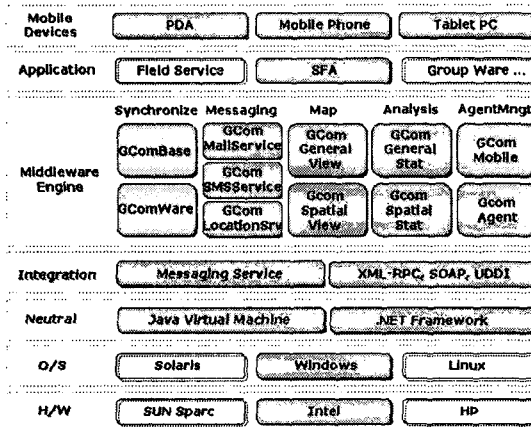 Mobile Devices
PDA
Mobile Phone
Tablet PC
Application
Field Service
SFA
Group Ware ...
Middleware Engine
Synchronize
Messaging
Map
Analysis
AgentMngt
GComBase
GCom
MailService
GCom
General
View
GCom
General
Stat
GCom
Mobile
GCom
SMSService
GComWare
GCom
LocationSrv
Gcom
Spatial
View
Gcom
Spatial
Stat
Gcom
Agent
Integration
Messaging Service
XML-RPC, SOAP, UDDI
Neutral
Java Virtual Machine
.NET Framework
O/S
Solaris
Windows
Linux
H/W
SUN Sparc
Intel
HP